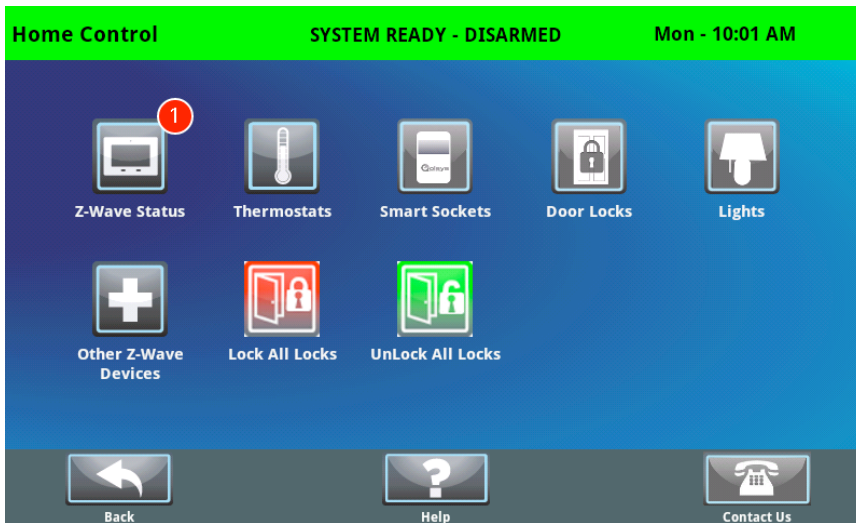 Home Control
SYSTEM READY - DISARMED
Mon - 10:01 AM
1
Z-Wave Status
Thermostats
Qolsys
Smart Sockets
Door Locks
Lights
Other Z-Wave
Devices
Lock All Locks
UnLock All Locks
?
Back
Help
Contact Us